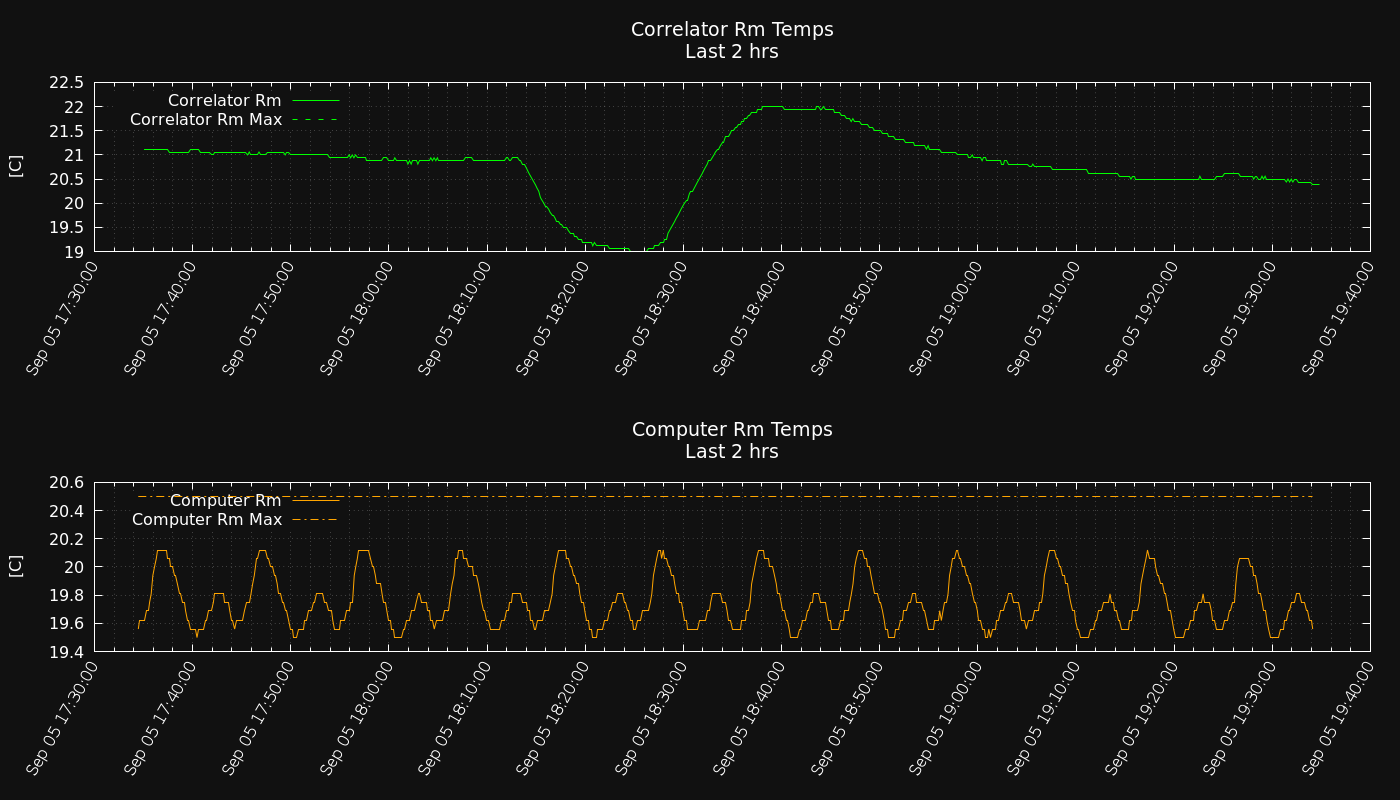 Correlator Rm Temps
Last 2 hrs
22.5
22
21.5
21
20.5
20
19.5
19
[C]
Correlator Rm
Correlator Rm Max
Sep 05 17:30:00
Sep 05 17:40:00
Sep 05 17:50:00
Sep 05 18:00:00
Sep 05 18:10:00
Sep 05 18:20:00
Sep 05 18:30:00
Sep 05 18:40:00
Sep 05 18:50:00
Sep 05 19:00:00
Sep 05 19:10:00
Sep 05 19:20:00
Sep 05 19:30:00
Sep 05 19:40:00
Computer Rm Temps
Last 2 hrs
20.6
20.4
20.2
20
19.8
19.6
19.4
[C]
Computer Rm
Computer Rm Max
Sep 05 17:30:00
Sep 05 17:40:00
Sep 05 17:50:00
Sep 05 18:00:00
Sep 05 18:10:00
Sep 05 18:20:00
Sep 05 18:30:00
Sep 05 18:40:00
Sep 05 18:50:00
Sep 05 19:00:00
Sep 05 19:10:00
Sep 05 19:20:00
Sep 05 19:30:00
Sep 05 19:40:00